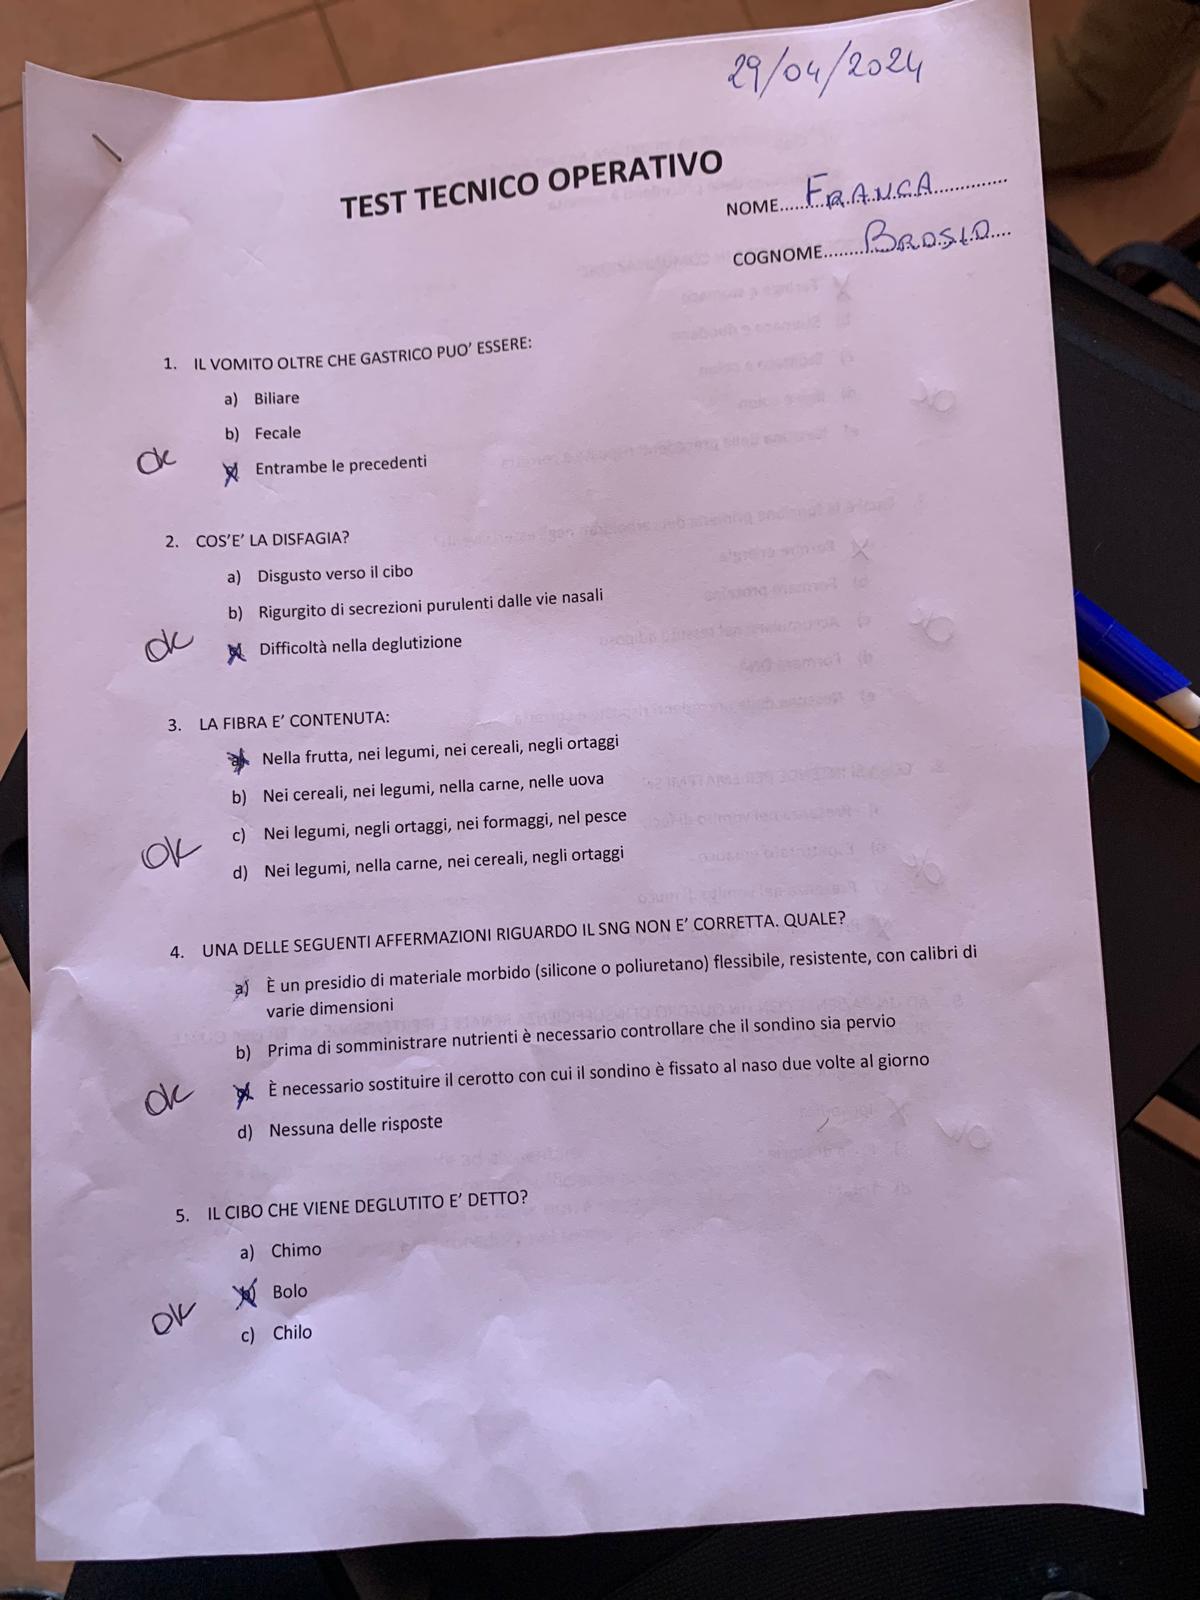 29/04/2024
TEST TECNICO OPERATIVO
NOME......FRANCA.............
COGNOME........BROSIO....
1. IL VOMITO OLTRE CHE GASTRICO PUO' ESSERE:
a) Biliare
b) Fecale
ok Entrambe le precedenti
2. COS'E' LA DISFAGIA?
a) Disgusto verso il cibo
b) Rigurgito di secrezioni purulenti dalle vie nasali
ok Difficoltà nella deglutizione
3. LA FIBRA E' CONTENUTA:
a) Nella frutta, nei legumi, nei cereali, negli ortaggi
b) Nei cereali, nei legumi, nella carne, nelle uova
c) Nei legumi, negli ortaggi, nei formaggi, nel pesce
ok
d) Nei legumi, nella carne, nei cereali, negli ortaggi
4. UNA DELLE SEGUENTI AFFERMAZIONI RIGUARDO IL SNG NON E' CORRETTA. QUALE?
a) È un presidio di materiale morbido (silicone o poliuretano) flessibile, resistente, con calibri di
varie dimensioni
b) Prima di somministrare nutrienti è necessario controllare che il sondino sia pervio
ok È necessario sostituire il cerotto con cui il sondino è fissato al naso due volte al giorno
d) Nessuna delle risposte
5. IL CIBO CHE VIENE DEGLUTITO E' DETTO?
a) Chimo
ok b) Bolo
c) Chilo